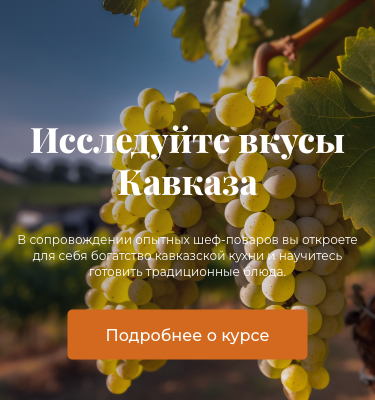 Исследуйте вкусы
Кавказа
В сопровождении опытных шеф-поваров вы откроете
для себя богатство кавказской кухни и научитесь
готовить традиционные блюда.
Подробнее о курсе